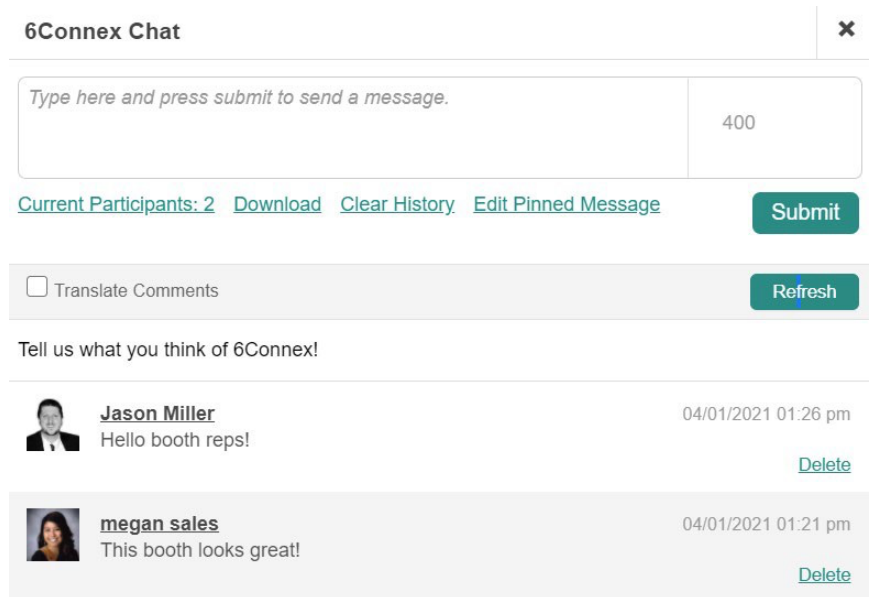 6Connex Chat
Type here and press submit to send a message.
400
Current Participants: 2 Download Clear History Edit Pinned Message
Submit
Translate Comments
Refresh
Tell us what you think of 6Connex!
Jason Miller
04/01/2021 01:26 pm
Hello booth reps!
Delete
megan sales
04/01/2021 01:21 pm
This booth looks great!
Delete